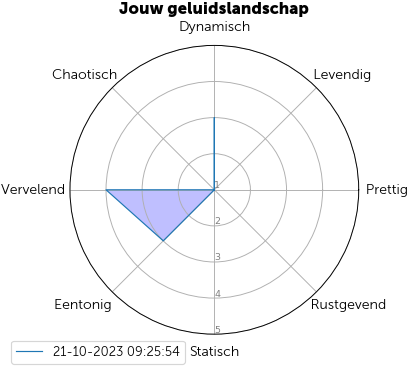 Jouw geluidslandschap
Dynamisch
Chaotisch
Levendig
Vervelend
Prettig
1
2
3
4
5
Eentonig
Rustgevend
21-10-2023 09:25:54
Statisch